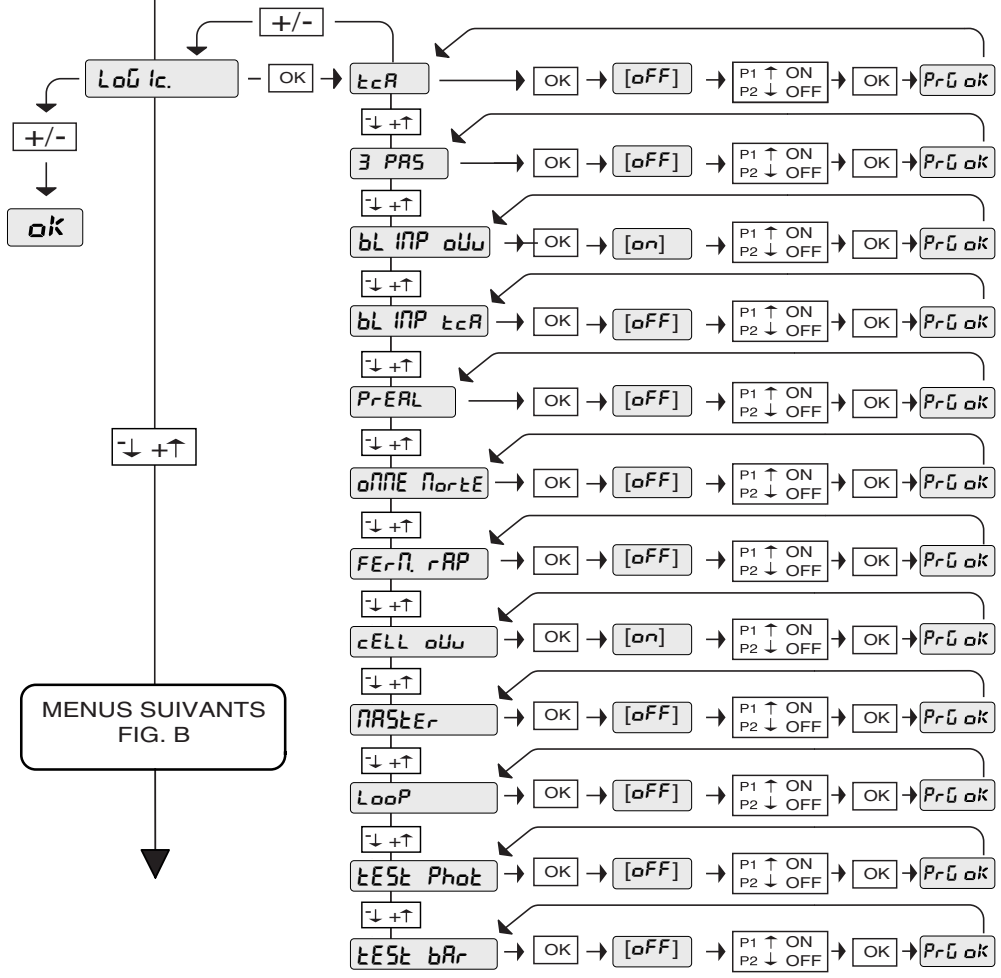 +/-
LoGIc. OK tcA OK [oFF] P1 ↑ ON OK PrG oK
P2 ↓ OFF
-↓ +↑
+/-
3 PAS OK [oFF] P1 ↑ ON OK PrG oK
P2 ↓ OFF
-↓ +↑
oK
bL IMP oUv OK [on] P1 ↑ ON OK PrG oK
P2 ↓ OFF
-↓ +↑
bL IMP tcA OK [oFF] P1 ↑ ON OK PrG oK
P2 ↓ OFF
-↓ +↑
PrEAL OK [oFF] P1 ↑ ON OK PrG oK
P2 ↓ OFF
-↓ +↑
-↓ +↑
oMME MortE OK [oFF] P1 ↑ ON OK PrG oK
P2 ↓ OFF
-↓ +↑
FErM. rAP OK [oFF] P1 ↑ ON OK PrG oK
P2 ↓ OFF
-↓ +↑
cELL oUv OK [on] P1 ↑ ON OK PrG oK
P2 ↓ OFF
-↓ +↑
MENUS SUIVANTS
FIG. B
MAStEr OK [oFF] P1 ↑ ON OK PrG oK
P2 ↓ OFF
-↓ +↑
LooP OK [oFF] P1 ↑ ON OK PrG oK
P2 ↓ OFF
-↓ +↑
tESt Phot OK [oFF] P1 ↑ ON OK PrG oK
P2 ↓ OFF
-↓ +↑
tESt bAr OK [oFF] P1 ↑ ON OK PrG oK
P2 ↓ OFF